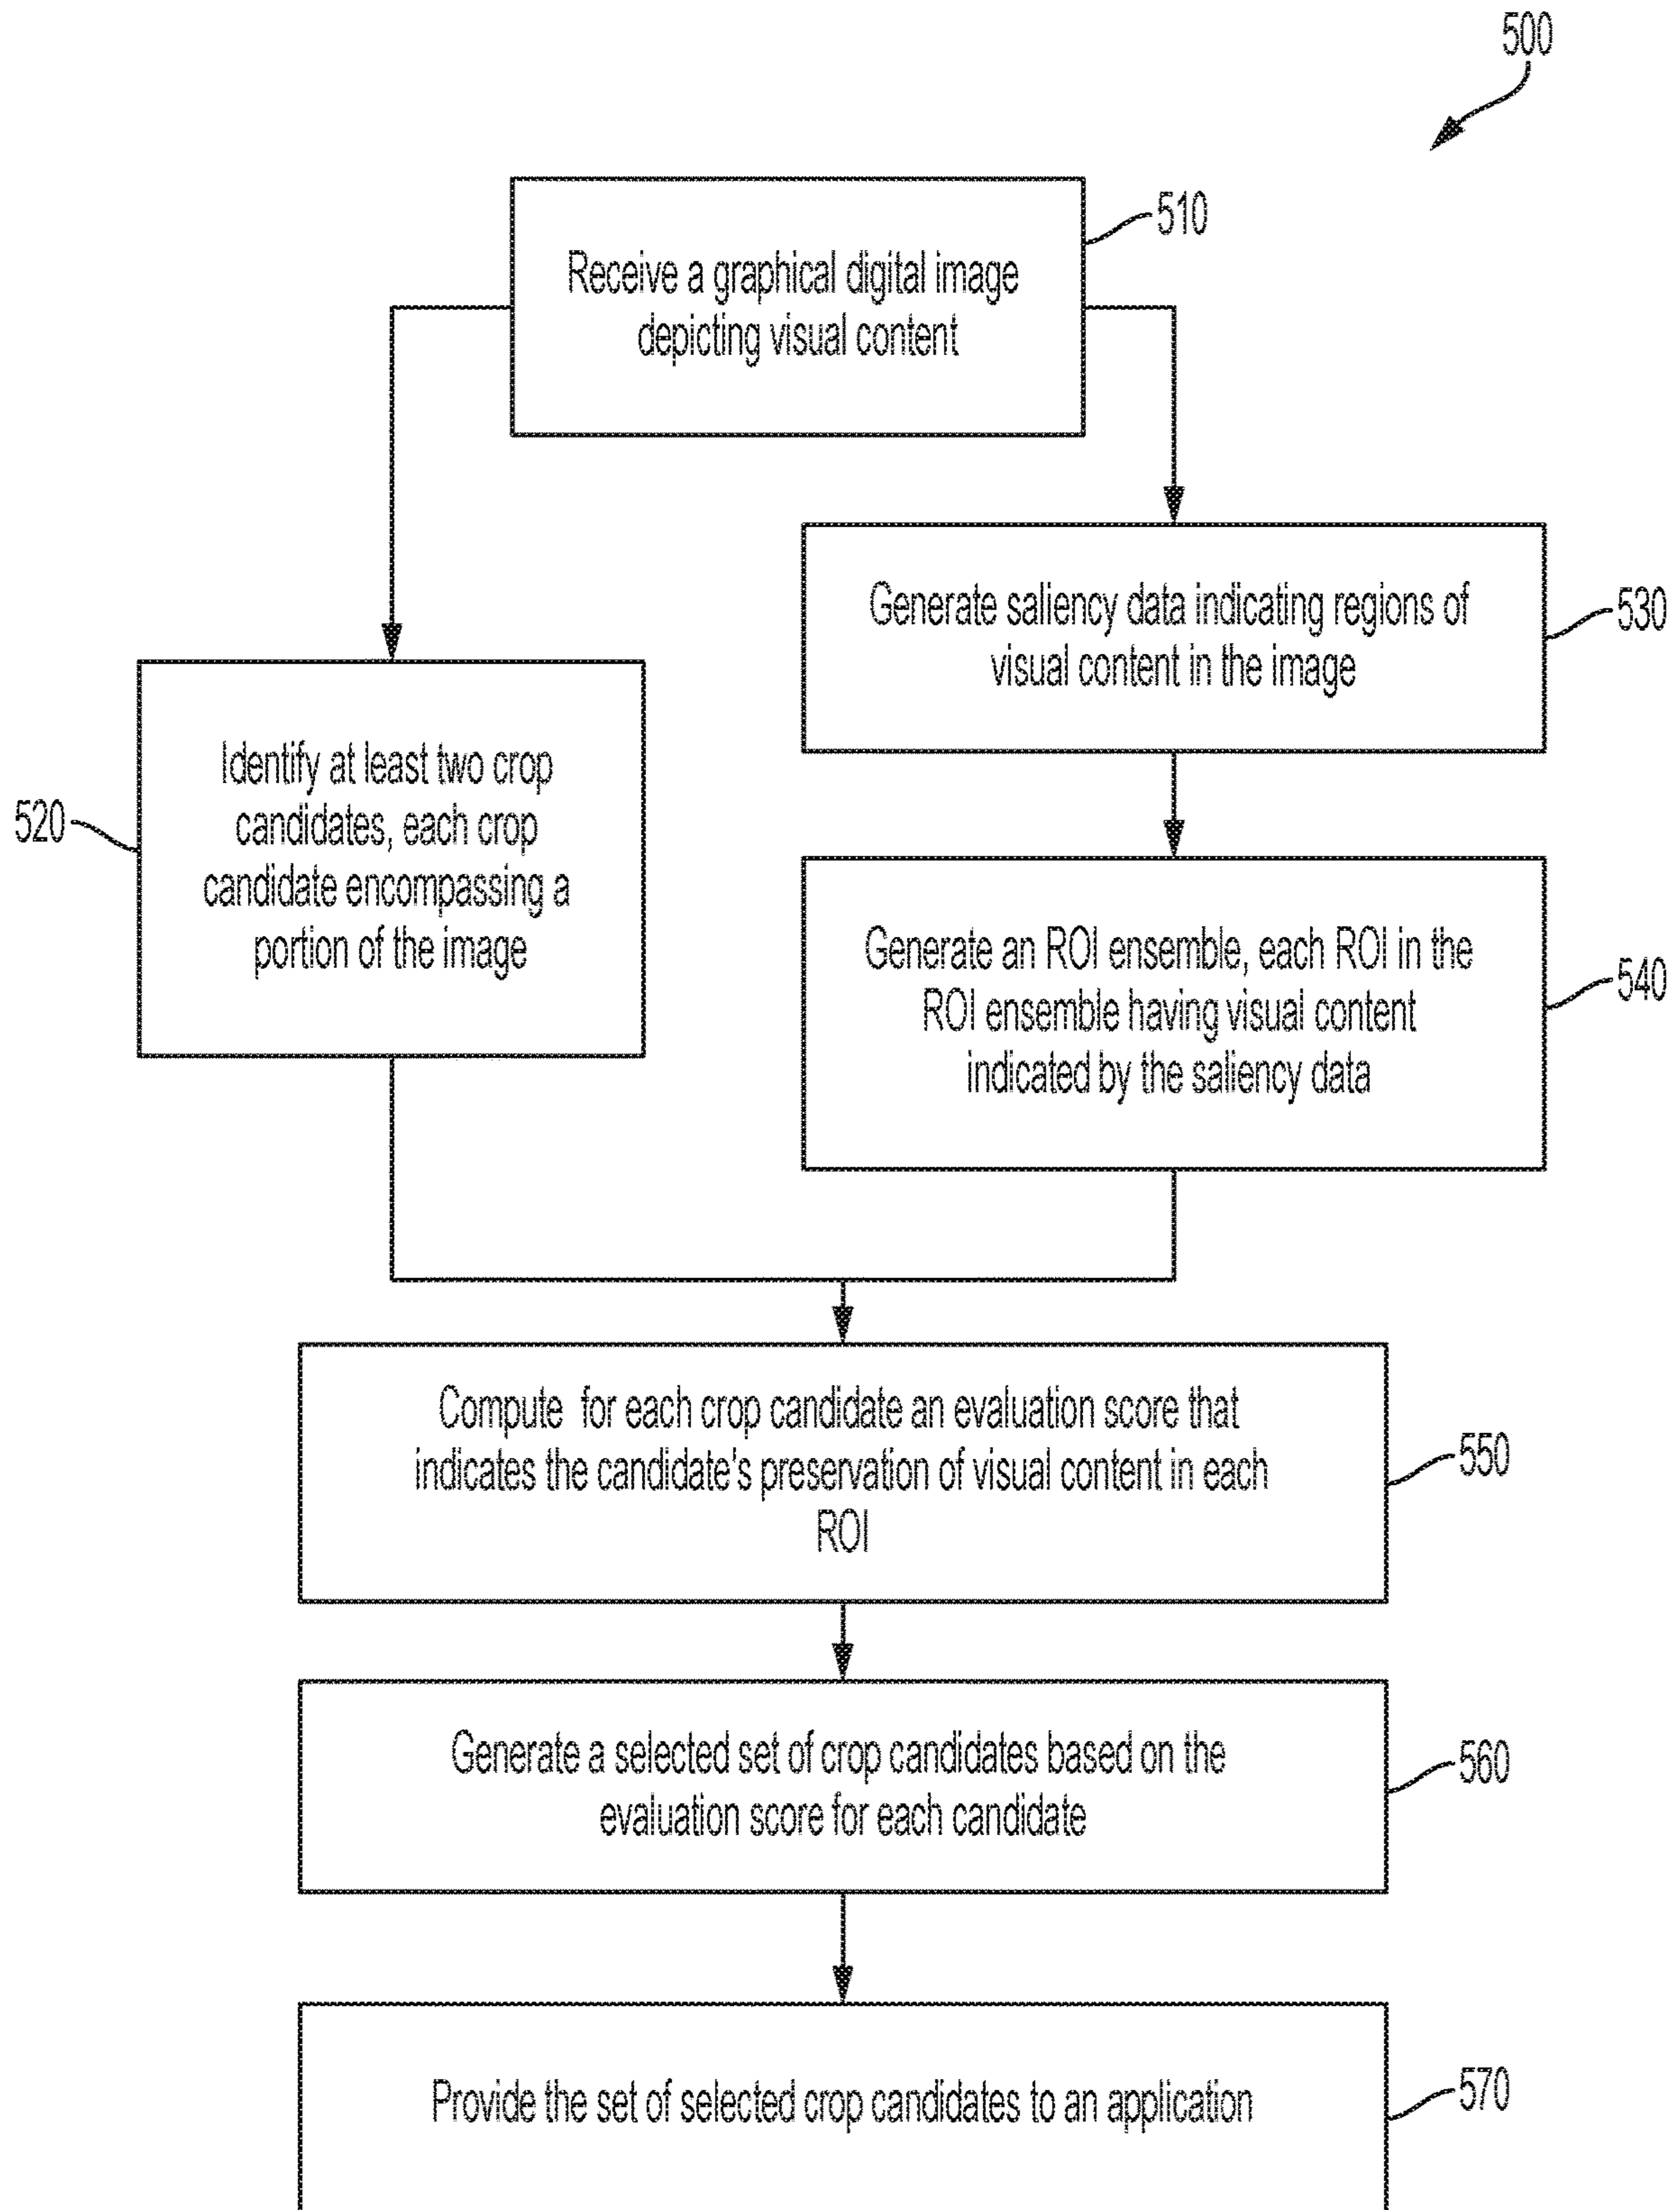 500
510
Receive a graphical digital image
depicting visual content
530
Generate saliency data indicating regions of
visual content in the image
520
Identify at least two crop
candidates, each crop
candidate encompassing a
portion of the image
540
Generate an ROI ensemble, each ROI in the
ROI ensemble having visual content
indicated by the saliency data
550
Compute for each crop candidate an evaluation score that
indicates the candidate's preservation of visual content in each
ROI
560
Generate a selected set of crop candidates based on the
evaluation score for each candidate
570
Provide the set of selected crop candidates to an application